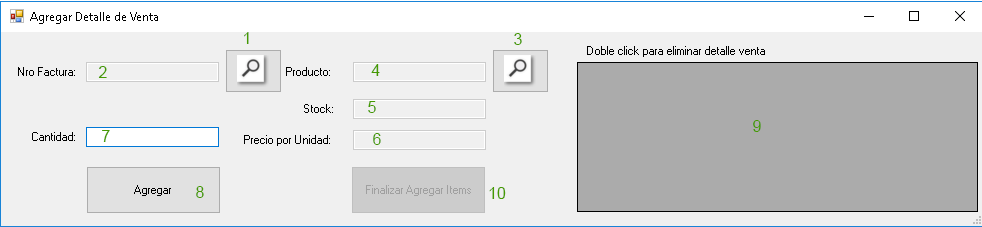 Agregar Detalle de Venta
1
3
Doble click para eliminar detalle venta
Nro Factura: 2
Producto: 4
Stock: 5
Cantidad: 7
Precio por Unidad: 6
9
Agregar 8
Finalizar Agregar Items 10